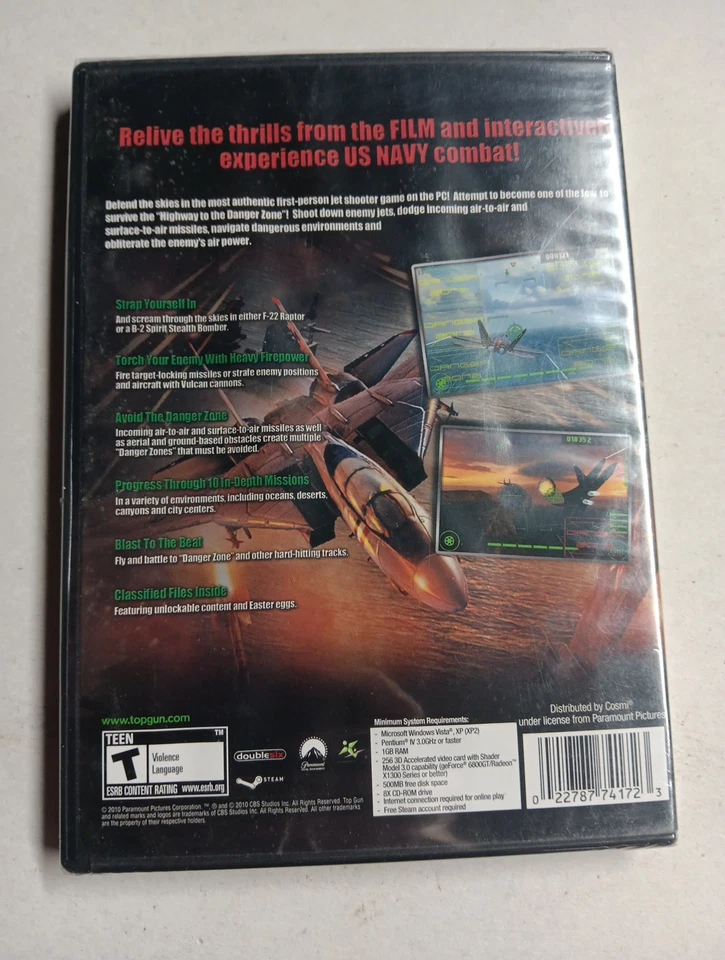 Relive the thrills from the FILM and interactively
experience US NAVY combat!
Defend the skies in the most authentic first-person jet shooter game on the PC! Attempt to become one of the few to
survive the "Highway to the Danger Zone"! Shoot down enemy jets, dodge incoming air-to-air and
surface-to-air missiles, navigate dangerous environments and
obliterate the enemy's air power.
Strap Yourself In
And scream through the skies in either F-22 Raptor
or a B-2 Spirit Stealth Bomber.
Torch Your Enemy With Heavy Firepower
Fire target-locking missiles or strafe enemy positions
and aircraft with Vulcan cannons.
Avoid The Danger Zone
Incoming air-to-air and surface-to-air missiles as well
as aerial and ground-based obstacles create multiple
"Danger Zones" that must be avoided.
Progress Through 10 In-Depth Missions
In a variety of environments, including oceans, deserts,
canyons and city centers.
Blast To The Beat
Fly and battle to "Danger Zone" and other hard-hitting tracks.
Classified Files Inside
Featuring unlockable content and Easter eggs.
www.topgun.com
TEEN
T
TM
Violence
Language
ESRB CONTENT RATING www.esrb.org
doublesix
Paramount
STEAM
© 2010 Paramount Pictures Corporation. ™, ® and © 2010 CBS Studios Inc. All Rights Reserved. Top Gun
and related marks and logos are trademarks of CBS Studios Inc. All Rights Reserved. All other trademarks
are the property of their respective holders.
Minimum System Requirements:
- Microsoft Windows Vista®, XP (XP2)
- Pentium® IV 3.0GHz or faster
- 1GB RAM
- 256 3D Accelerated video card with Shader
Model 3.0 capability (geForce® 6800GT/Radeon™
X1300 Series or better)
- 500MB free disk space
- 8X CD-ROM drive
- Internet connection required for online play
- Free Steam account required
Distributed by Cosmi®
under license from Paramount Pictures
0 22787 74172 3